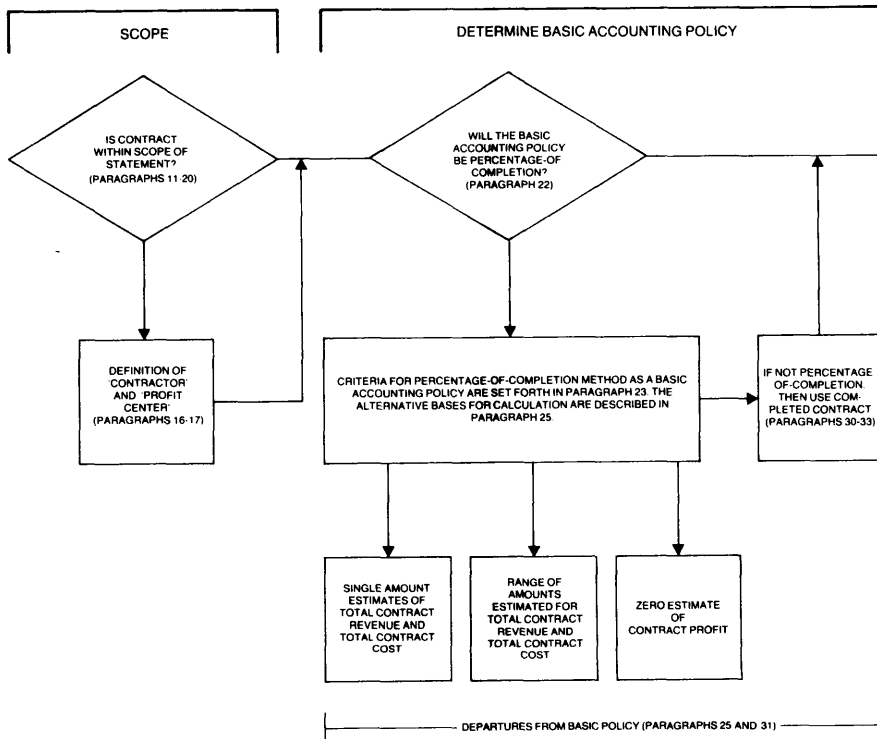 SCOPE
DETERMINE BASIC ACCOUNTING POLICY
IS CONTRACT
WITHIN SCOPE OF
STATEMENT?
(PARAGRAPHS 11-20)
WILL THE BASIC
ACCOUNTING POLICY
BE PERCENTAGE-OF
COMPLETION?
(PARAGRAPH 22)
DEFINITION OF
'CONTRACTOR'
AND 'PROFIT
CENTER'
(PARAGRAPHS 16-17)
CRITERIA FOR PERCENTAGE-OF-COMPLETION METHOD AS A BASIC
ACCOUNTING POLICY ARE SET FORTH IN PARAGRAPH 23. THE
ALTERNATIVE BASES FOR CALCULATION ARE DESCRIBED IN
PARAGRAPH 25.
IF NOT PERCENTAGE
OF-COMPLETION,
THEN USE COM-
PLETED CONTRACT
(PARAGRAPHS 30-33)
SINGLE AMOUNT
ESTIMATES OF
TOTAL CONTRACT
REVENUE AND
TOTAL CONTRACT
COST
RANGE OF
AMOUNTS
ESTIMATED FOR
TOTAL CONTRACT
REVENUE AND
TOTAL CONTRACT
COST
ZERO ESTIMATE
OF
CONTRACT PROFIT
DEPARTURES FROM BASIC POLICY (PARAGRAPHS 25 AND 31)